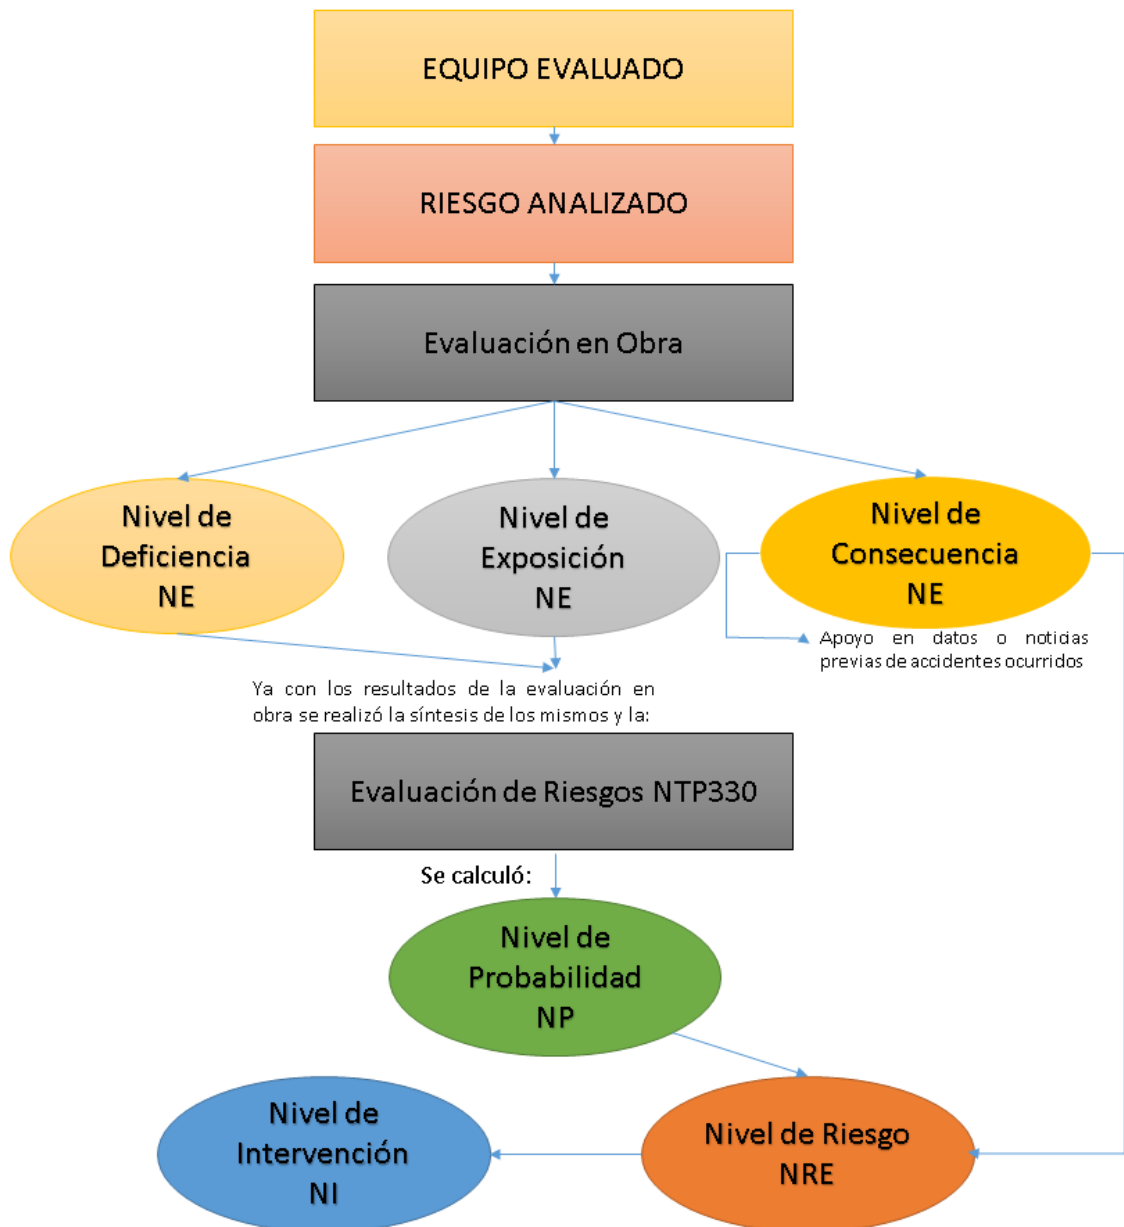 EQUIPO EVALUADO
RIESGO ANALIZADO
Evaluación en Obra
Nivel de
Deficiencia
NE
Nivel de
Exposición
NE
Nivel de
Consecuencia
NE
Apoyo en datos o noticias
previas de accidentes ocurridos
Ya con los resultados de la evaluación en
obra se realizó la síntesis de los mismos y la:
Evaluación de Riesgos NTP330
Se calculó:
Nivel de
Probabilidad
NP
Nivel de
Intervención
NI
Nivel de Riesgo
NRE